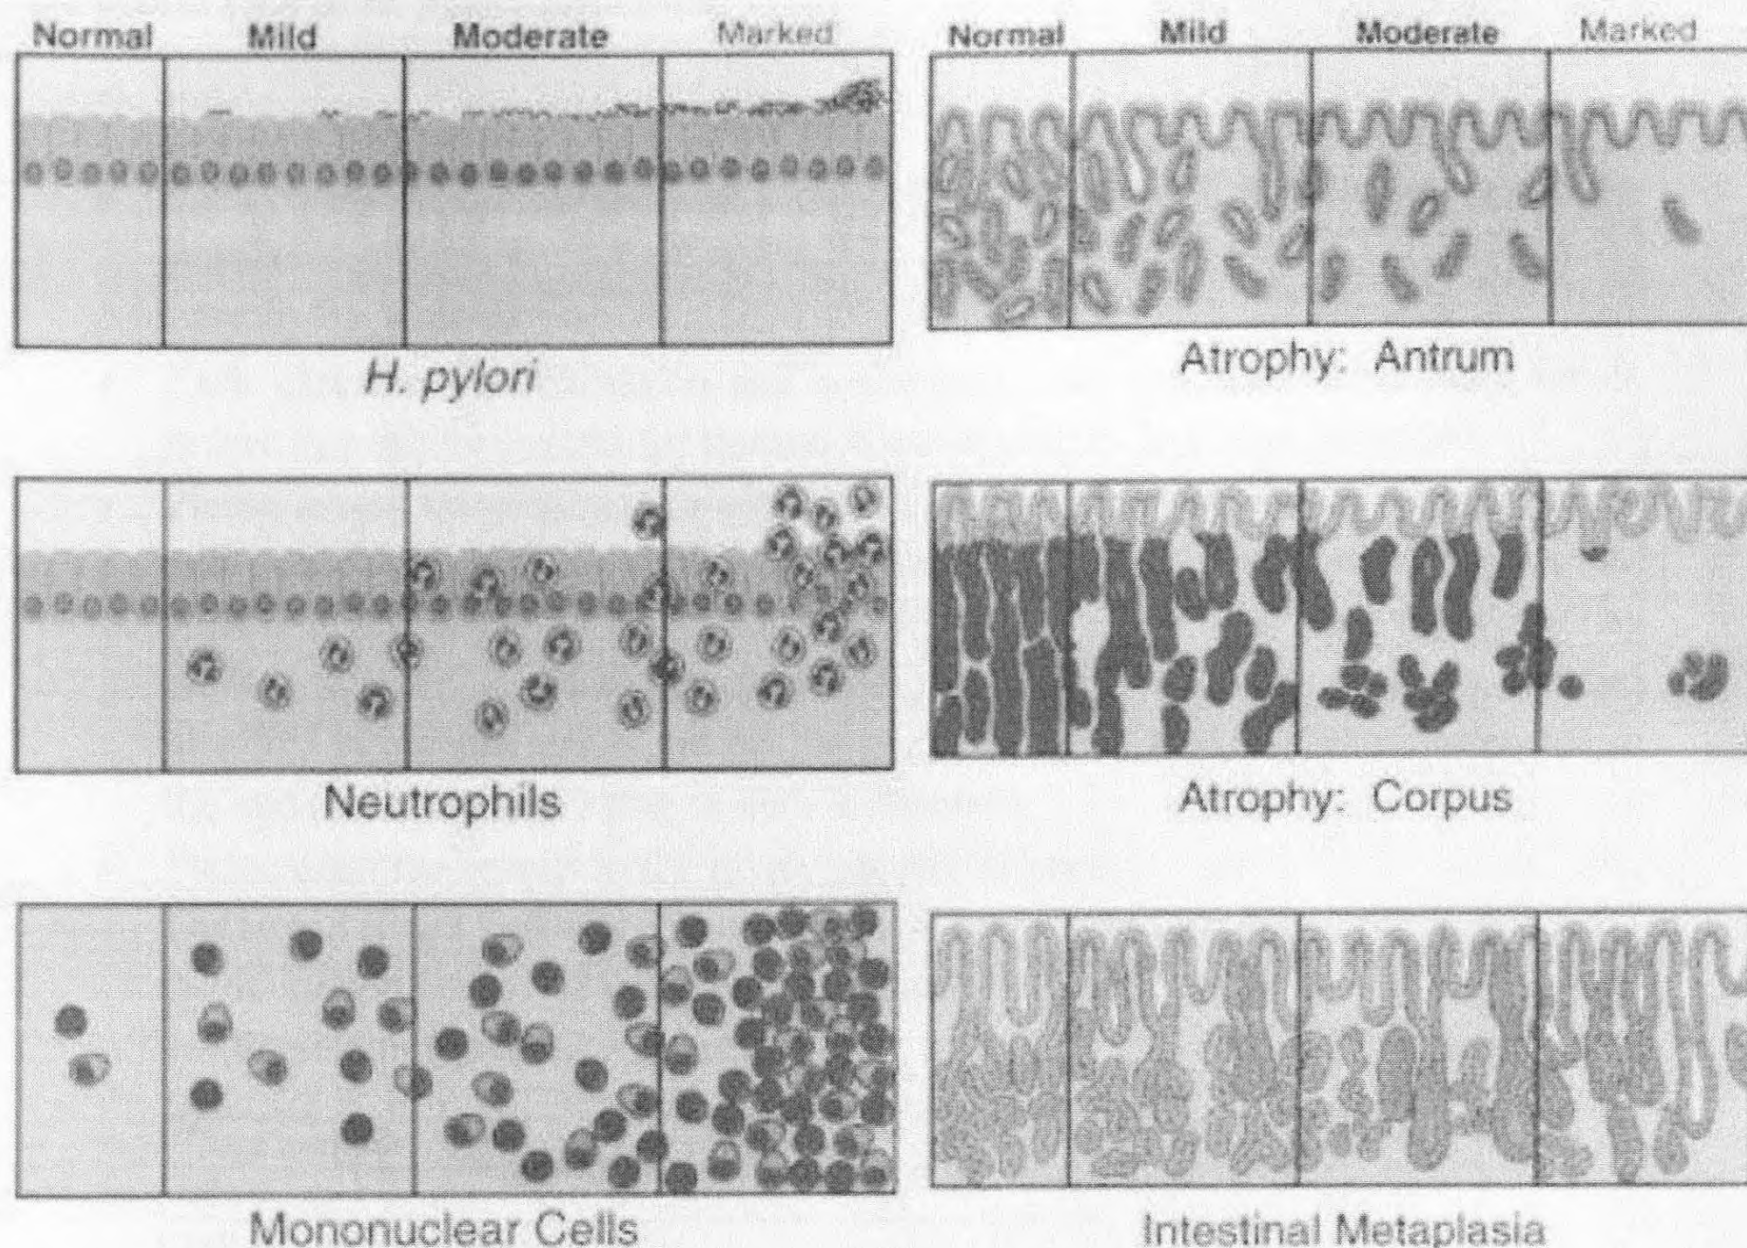 Normal Mild Moderate Marked
Normal Mild Moderate Marked
H. pylori
Atrophy: Antrum
Neutrophils
Atrophy: Corpus
Mononuclear Cells
Intestinal Metaplasia